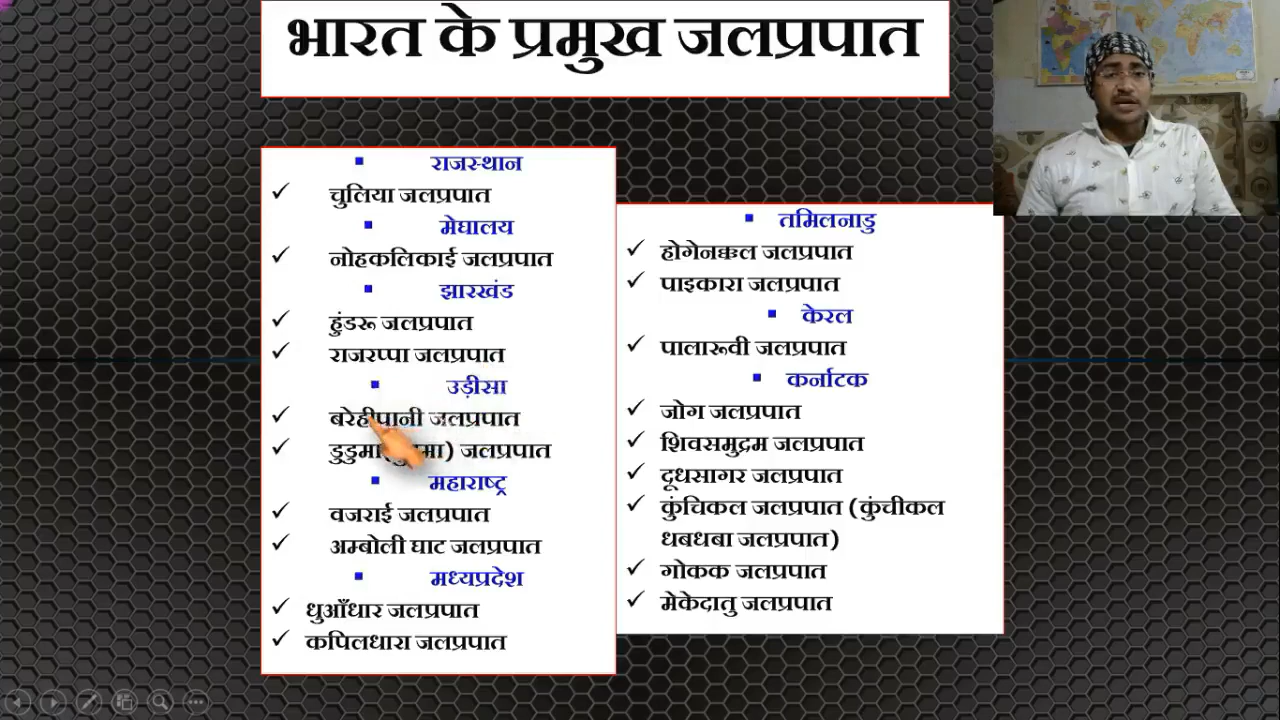 भारत के प्रमुख जलप्रपात
राजस्थान
चुलिया जलप्रपात
मेघालय
नोहकलिकाई जलप्रपात
झारखंड
हुंडरू जलप्रपात
राजरप्पा जलप्रपात
उड़ीसा
बरेहीपानी जलप्रपात
जलप्रपात
महाराष्ट्र
वजराई जलप्रपात
अम्बोली घाट जलप्रपात
मध्यप्रदेश
धुआँधार जलप्रपात
कपिलधारा जलप्रपात
तमिलनाडु
होगेनक्कल जलप्रपात
पाइकारा जलप्रपात
केरल
पालारूवी जलप्रपात
कर्नाटक
जोग जलप्रपात
शिवसमुद्रम जलप्रपात
दूधसागर जलप्रपात
कुंचिकल जलप्रपात (कुंचीकल
धबधबा जलप्रपात)
गोकक जलप्रपात
मेकेदातु जलप्रपात